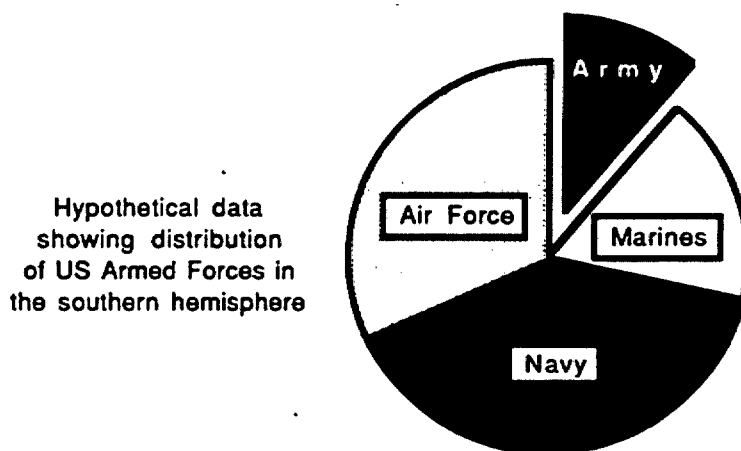 Army
Air Force
Marines
Hypothetical data
showing distribution
of US Armed Forces in
the southern hemisphere
Navy